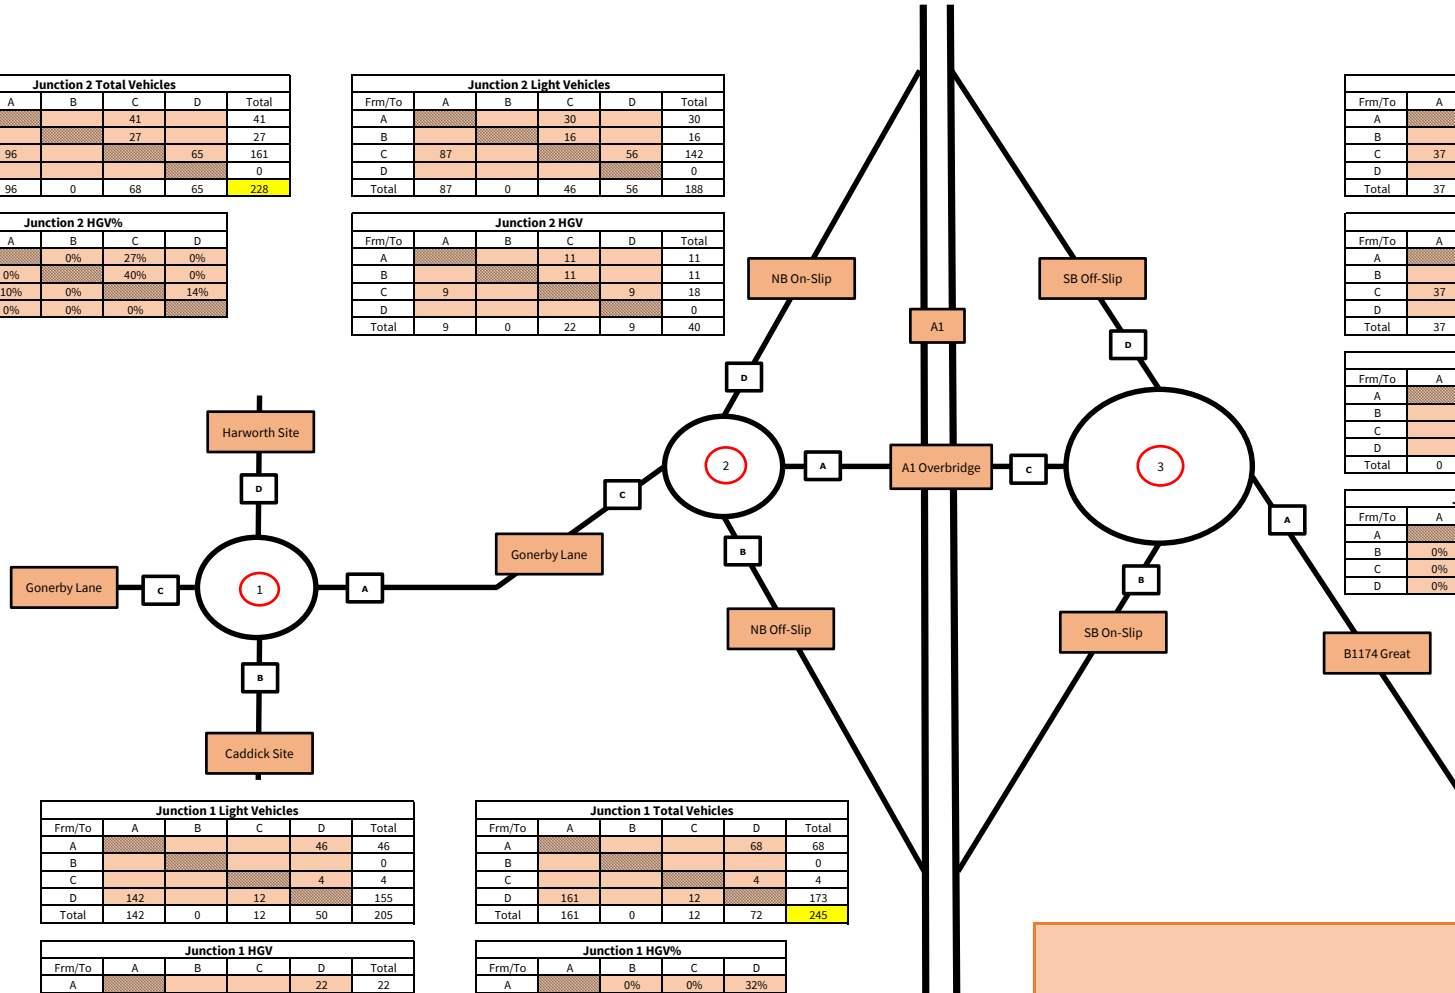 Junction 2 Total Vehicles
A B C D Total
41 41
27 27
96 65 161
0
96 0 68 65 228
Junction 2 HGV%
A B C D
0% 27% 0%
0% 40% 0%
10% 0% 14%
0% 0% 0%
Junction 2 Light Vehicles
Frm/To A B C D Total
A 30 30
B 16 16
C 87 56 142
D 0
Total 87 0 46 56 188
Junction 2 HGV
Frm/To A B C D Total
A 11 11
B 11 11
C 9 9 18
D 0
Total 9 0 22 9 40
Frm/To A
A
B
C 37
D
Total 37
Frm/To A
A
B
C 37
D
Total 37
Frm/To A
A
B
C
D
Total 0
Frm/To A
A
B 0%
C 0%
D 0%
NB On-Slip
SB Off-Slip
A1
D
D
Harworth Site
2
A
A1 Overbridge
C
3
D
C
A
Gonerby Lane
B
Gonerby Lane
C
1
A
B
NB Off-Slip
SB On-Slip
B1174 Great
B
Caddick Site
Junction 1 Light Vehicles
Frm/To A B C D Total
A 46 46
B 0
C 4 4
D 142 12 155
Total 142 0 12 50 205
Junction 1 Total Vehicles
Frm/To A B C D Total
A 68 68
B 0
C 4 4
D 161 12 173
Total 161 0 12 72 245
Junction 1 HGV
Frm/To A B C D Total
A 22 22
Junction 1 HGV%
Frm/To A B C D
A 0% 0% 32%